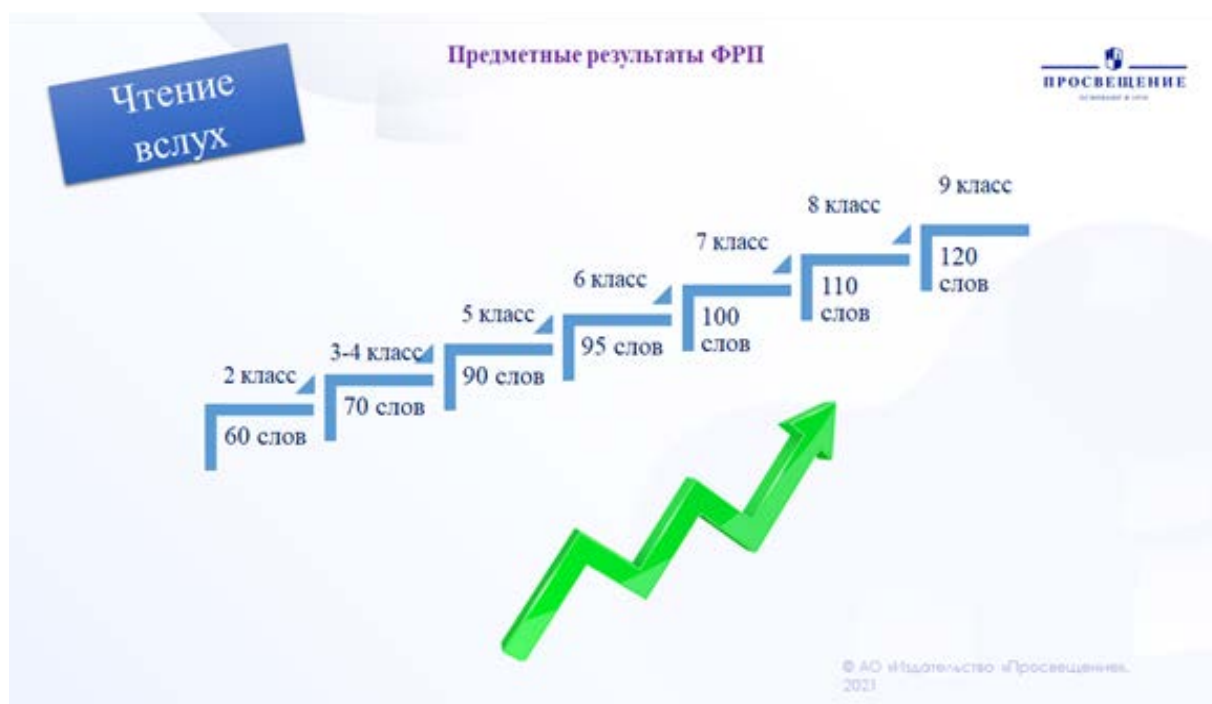 Предметные результаты ФРП
Чтение
вслух
ПРОСВЕЩЕНИЕ
2 класс
60 слов
3-4 класс
70 слов
5 класс
90 слов
6 класс
95 слов
7 класс
100
слов
8 класс
110
слов
9 класс
120
слов
© АО «Издательство «Просвещение»,
2021